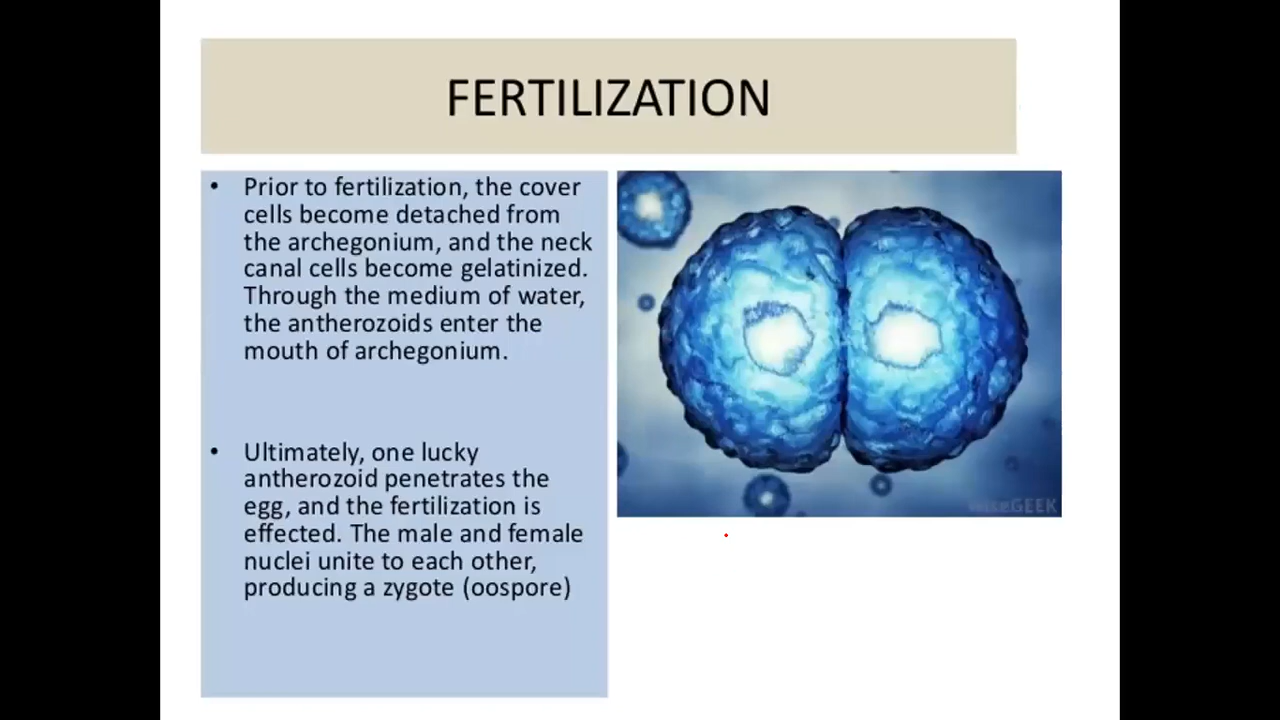 FERTILIZATION
• Prior to fertilization, the cover
cells become detached from
the archegonium, and the neck
canal cells become gelatinized.
Through the medium of water,
the antherozoids enter the
mouth of archegonium.
• Ultimately, one lucky
antherozoid penetrates the
egg, and the fertilization is
effected. The male and female
nuclei unite to each other,
producing a zygote (oospore)
wiseGEEK